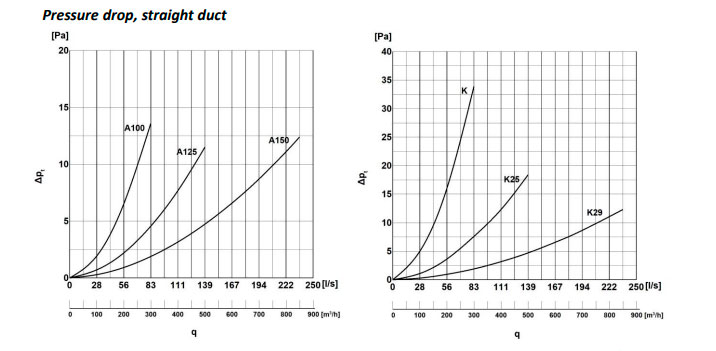 Pressure drop, straight duct
[Pa] [Pa]
20 40
35
15 K
A100 30
A125 A150 25
10 20
Δpt Δpt K25
15
K29
5 10
5
0 0
0 28 56 83 111 139 167 194 222 250 [l/s] 0 28 56 83 111 139 167 194 222 250 [l/s]
0 100 200 300 400 500 600 700 800 900 [m³/h] 0 100 200 300 400 500 600 700 800 900 [m³/h]
q q